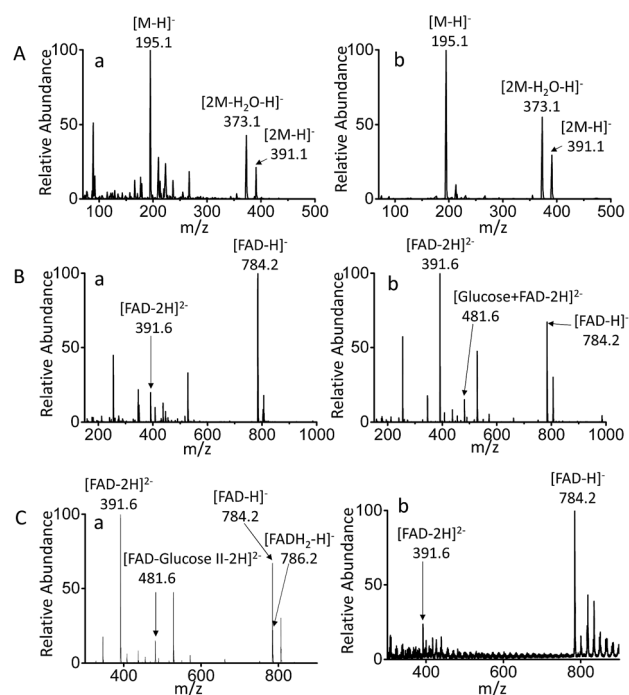 A
a
[M-H]⁻
195.1
[2M-H₂O-H]⁻
373.1
[2M-H]⁻
391.1
Relative Abundance
100
50
0
100 200 300 400 500
m/z
b
[M-H]⁻
195.1
[2M-H₂O-H]⁻
373.1
[2M-H]⁻
391.1
Relative Abundance
100
50
0
100 200 300 400 500
m/z
B
a
[FAD-H]⁻
784.2
[FAD-2H]²⁻
391.6
Relative Abundance
100
50
0
200 400 600 800 1000
m/z
b
[FAD-2H]²⁻
391.6
[Glucose+FAD-2H]²⁻
481.6
[FAD-H]⁻
784.2
Relative Abundance
100
50
0
200 400 600 800 1000
m/z
C
a
[FAD-2H]²⁻
391.6
[FAD-H]⁻
784.2
[FADH₂-H]⁻
786.2
[FAD-Glucose II-2H]²⁻
481.6
Relative Abundance
100
50
0
400 600 800
m/z
b
[FAD-H]⁻
784.2
[FAD-2H]²⁻
391.6
Relative Abundance
100
50
0
400 600 800
m/z